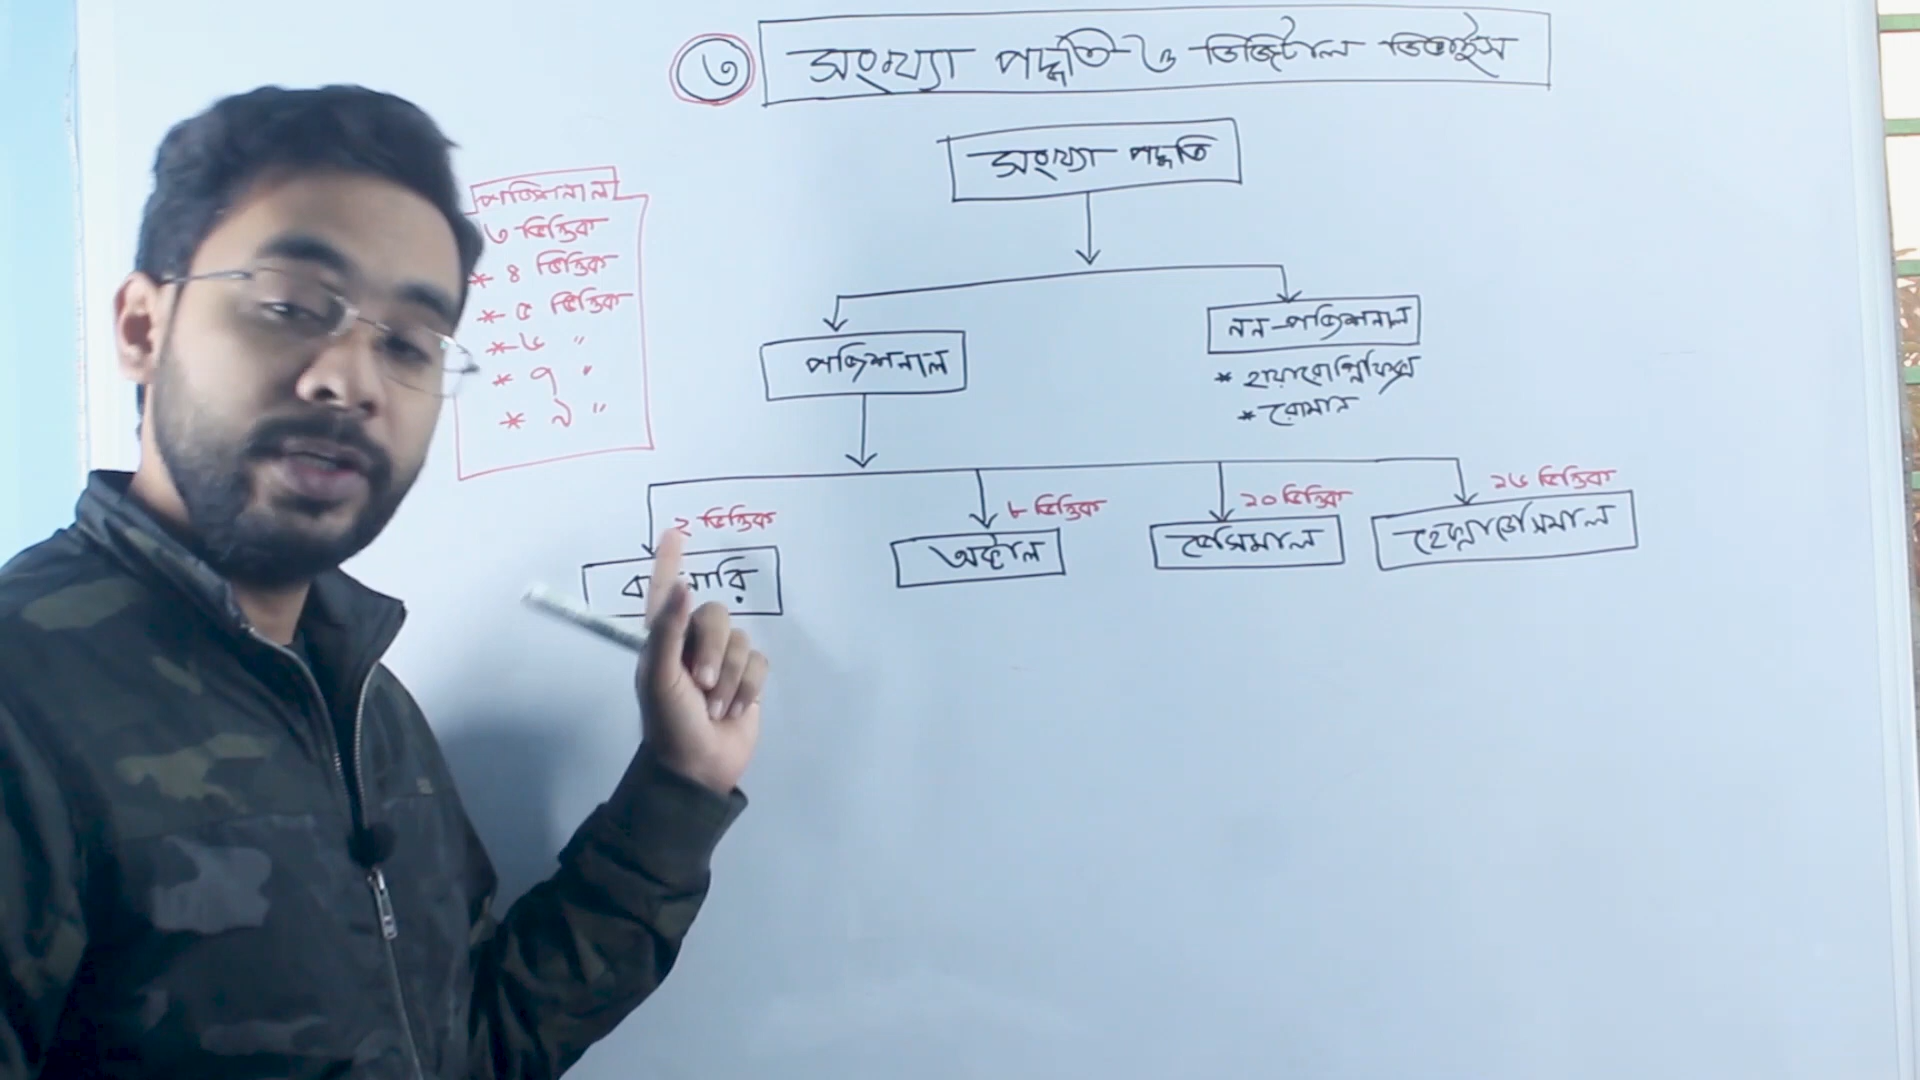 ৩ সংখ্যা পদ্ধতি ও ডিজিটাল ডিভাইস
সংখ্যা পদ্ধতি
পজিশনাল
৩ ভিত্তিক
* ৪ ভিত্তিক
* ৫ ভিত্তিক
* ৬ "
* ৭ "
* ৯ "
পজিশনাল
নন-পজিশনাল
* হায়ারোগ্লিফিক্স
* রোমান
২ ভিত্তিক
৮ ভিত্তিক
১০ ভিত্তিক
১৬ ভিত্তিক
অক্টাল
ডেসিমাল
হেক্সাডেসিমাল